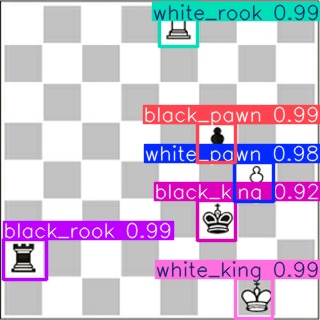 white_rook 0.99
black_pawn 0.99
white_pawn 0.98
black_king 0.92
black_rook 0.99
white_king 0.99